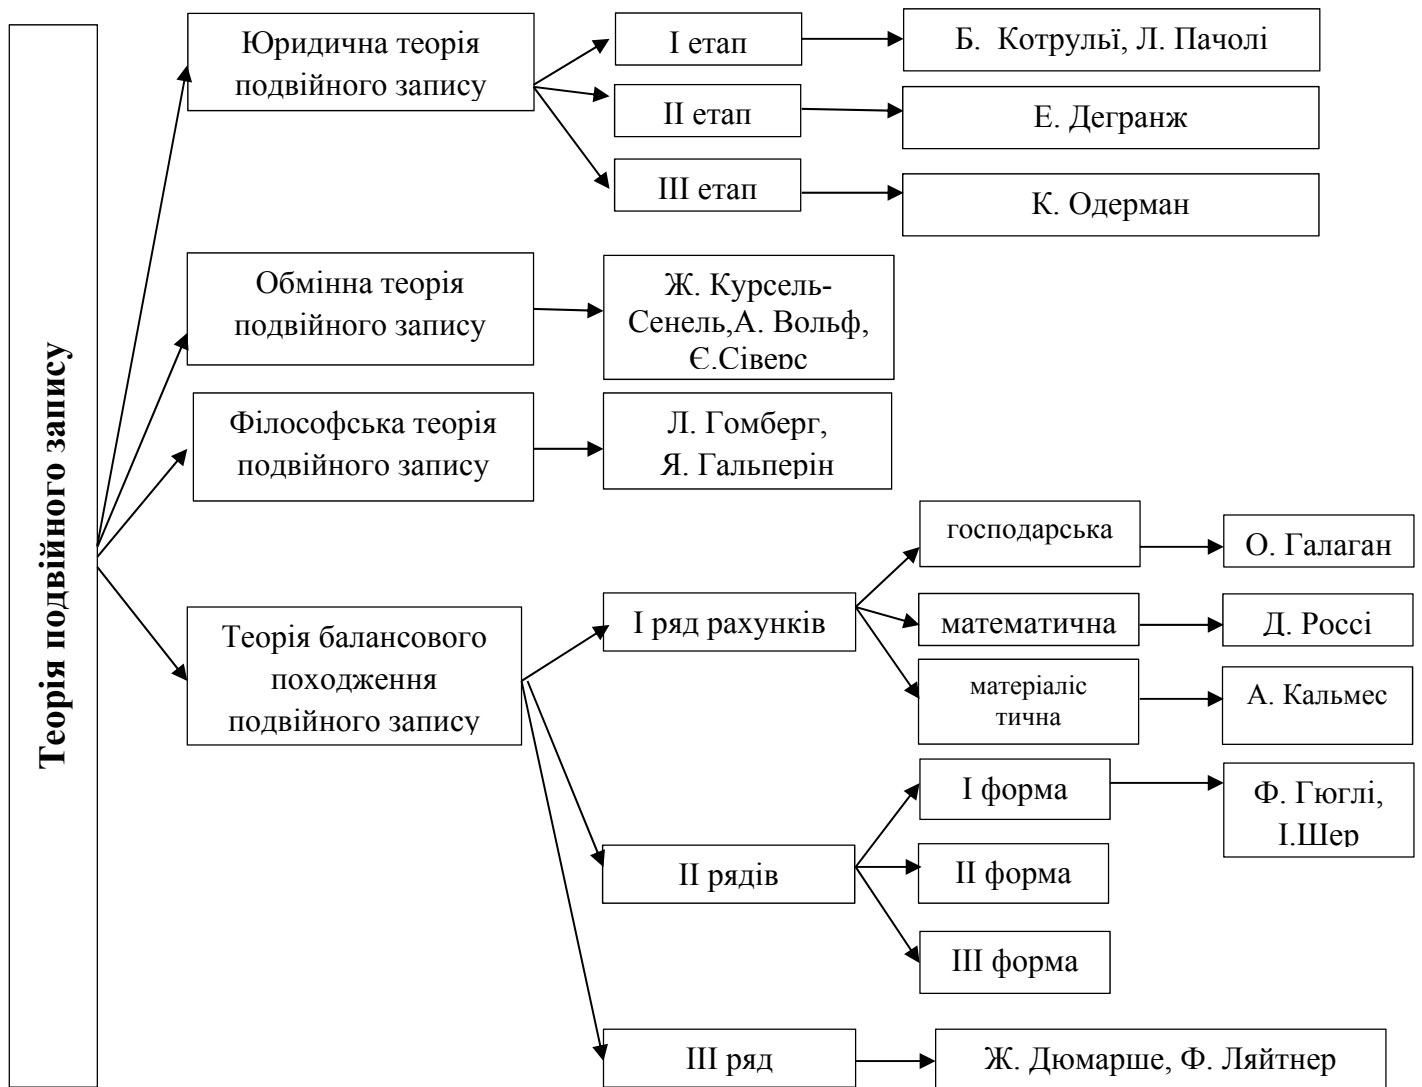 Теорія подвійного запису
Юридична теорія
подвійного запису
І етап
Б.  Котрульї, Л. Пачолі
ІІ етап
Е. Дегранж
ІІІ етап
К. Одерман
Обмінна теорія
подвійного запису
Ж. Курсель-
Сенель,А. Вольф,
Є.Сіверс
Філософська теорія
подвійного запису
Л. Гомберг,
Я. Гальперін
Теорія балансового
походження
подвійного запису
І ряд рахунків
господарська
О. Галаган
математична
Д. Россі
матеріаліс
тична
А. Кальмес
ІІ рядів
І форма
Ф. Гюглі,
І.Шер
ІІ форма
ІІІ форма
ІІІ ряд
Ж. Дюмарше, Ф. Ляйтнер